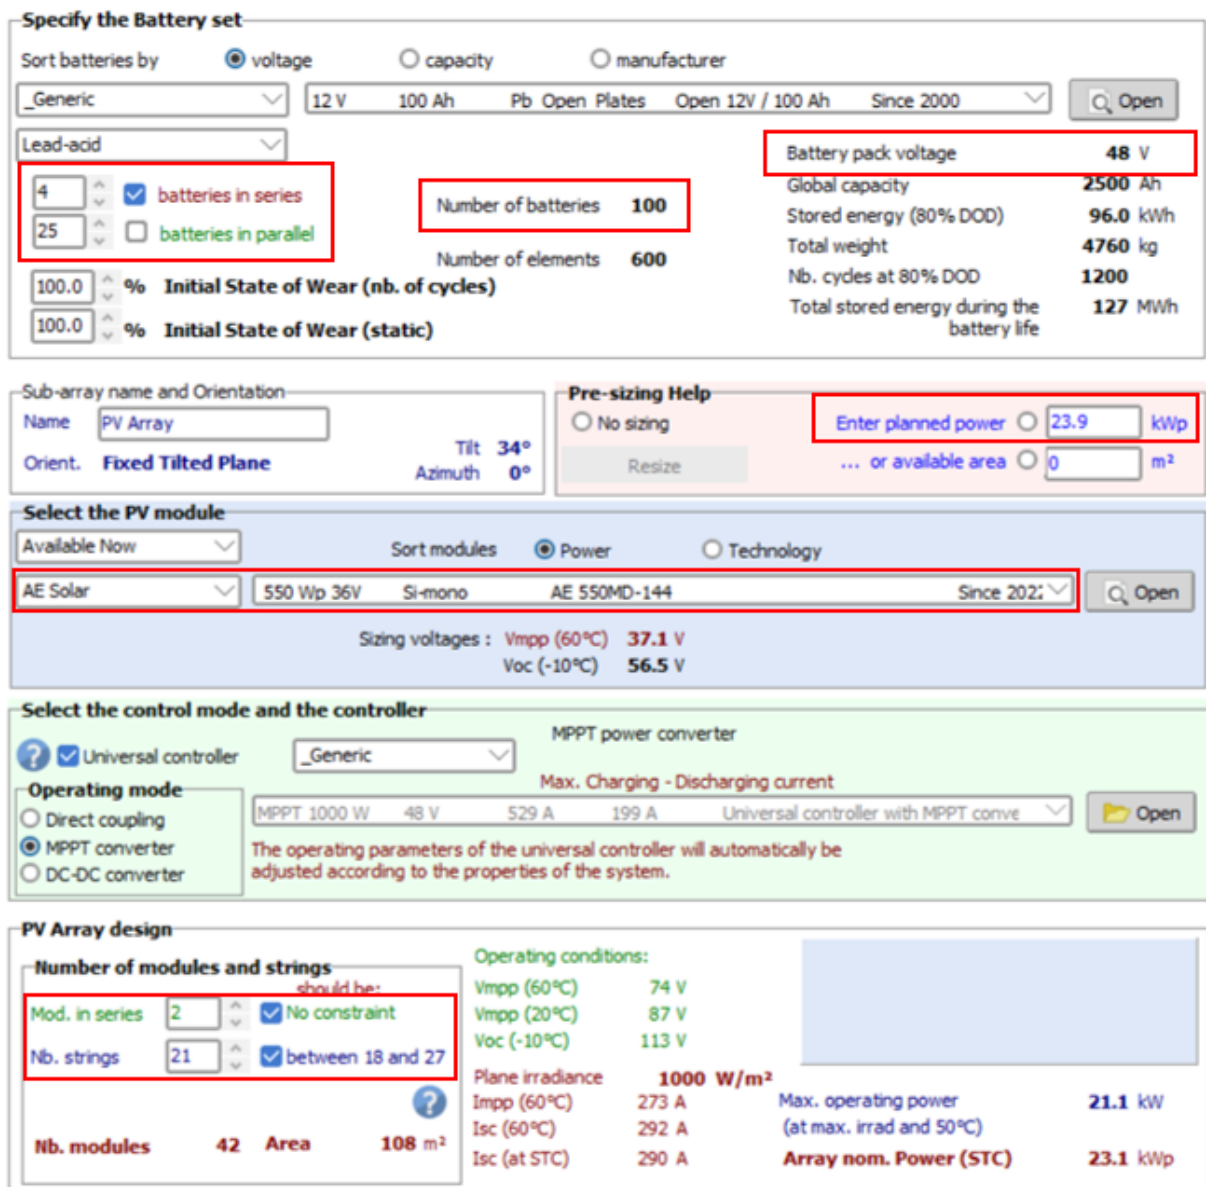 Specify the Battery set
Sort batteries by voltage capacity manufacturer
_Generic 12 V 100 Ah Pb Open Plates Open 12V / 100 Ah Since 2000 Open
Lead-acid
Battery pack voltage 48 V
4 batteries in series
Number of batteries 100
Global capacity 2500 Ah
25 batteries in parallel
Stored energy (80% DOD) 96.0 kWh
Number of elements 600
Total weight 4760 kg
100.0 % Initial State of Wear (nb. of cycles)
Nb. cycles at 80% DOD 1200
100.0 % Initial State of Wear (static)
Total stored energy during the 127 MWh
battery life
Sub-array name and Orientation
Name PV Array
Tilt 34°
Orient. Fixed Tilted Plane
Azimuth 0°
Pre-sizing Help
No sizing Enter planned power 23.9 kWp
Resize ... or available area 0 m²
Select the PV module
Available Now Sort modules Power Technology
AE Solar 550 Wp 36V Si-mono AE 550MD-144 Since 202 Open
Sizing voltages : Vmpp (60°C) 37.1 V
Voc (-10°C) 56.5 V
Select the control mode and the controller
? Universal controller _Generic MPPT power converter
Operating mode
Max. Charging - Discharging current
Direct coupling
MPPT 1000 W 48 V 529 A 199 A Universal controller with MPPT conve Open
MPPT converter
The operating parameters of the universal controller will automatically be
DC-DC converter
adjusted according to the properties of the system.
PV Array design
Number of modules and strings
should be:
Mod. in series 2 No constraint
Nb. strings 21 between 18 and 27
?
Nb. modules 42 Area 108 m²
Operating conditions:
Vmpp (60°C) 74 V
Vmpp (20°C) 87 V
Voc (-10°C) 113 V
Plane irradiance 1000 W/m²
Impp (60°C) 273 A Max. operating power 21.1 kW
Isc (60°C) 292 A (at max. irrad and 50°C)
Isc (at STC) 290 A Array nom. Power (STC) 23.1 kWp